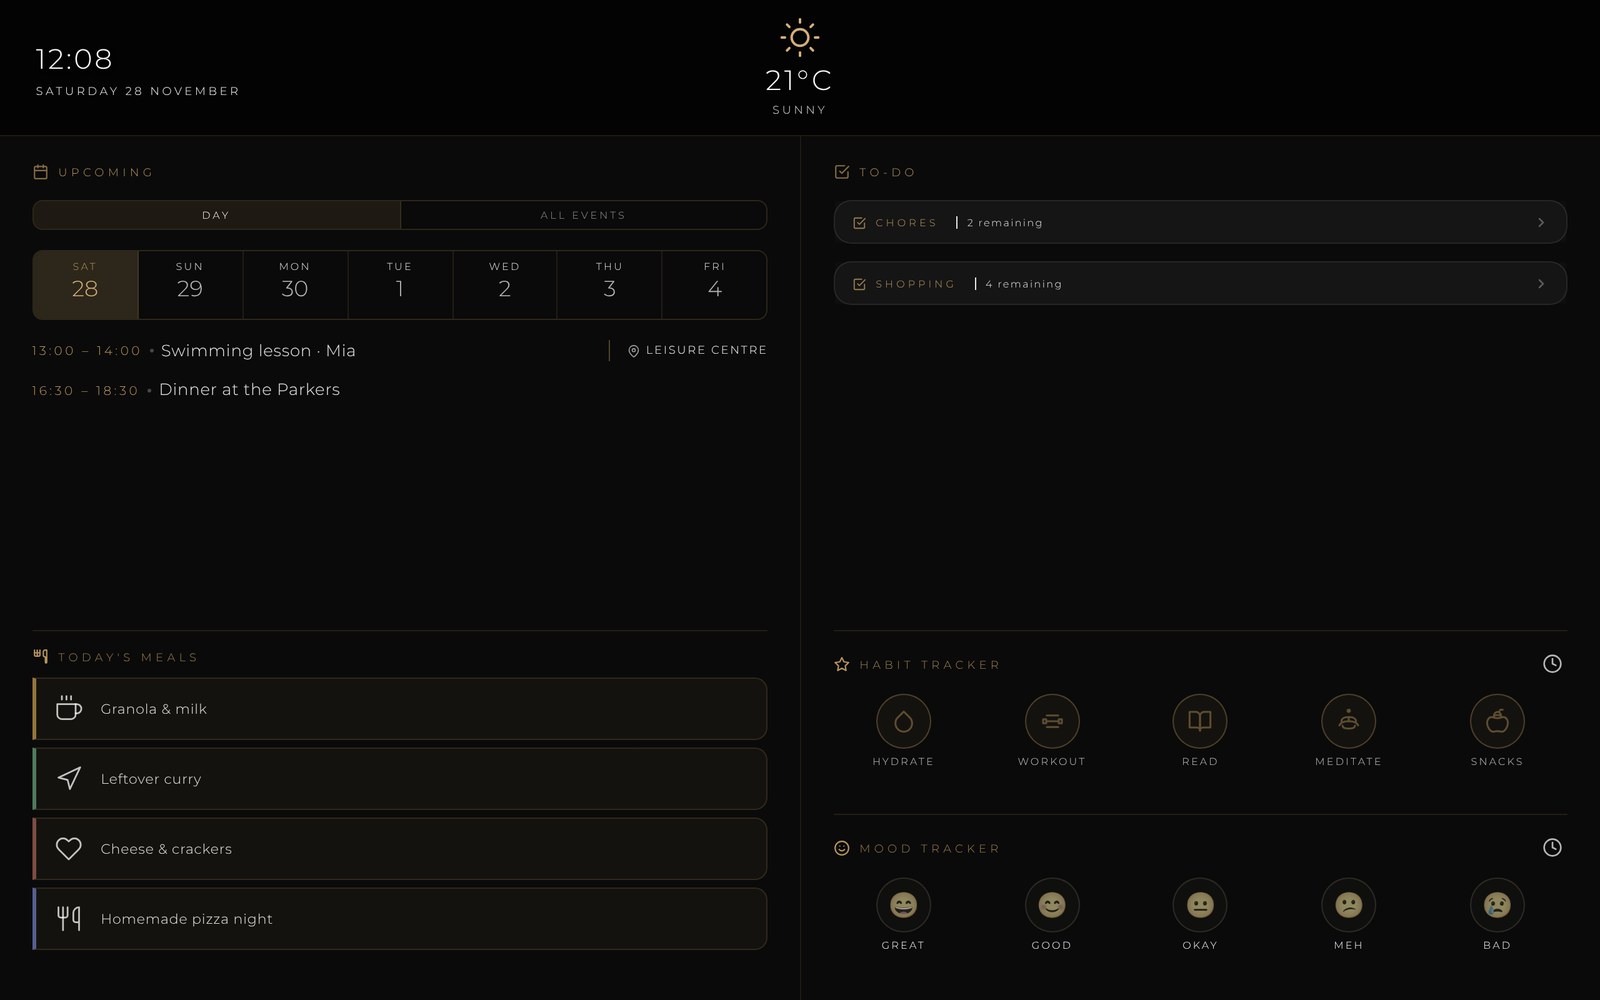 12:08
SATURDAY 28 NOVEMBER
21°C
SUNNY
UPCOMING
DAY
ALL EVENTS
SAT
28
SUN
29
MON
30
TUE
1
WED
2
THU
3
FRI
4
13:00 – 14:00 • Swimming lesson · Mia
LEISURE CENTRE
16:30 – 18:30 • Dinner at the Parkers
TODAY'S MEALS
Granola & milk
Leftover curry
Cheese & crackers
Homemade pizza night
TO-DO
CHORES
2 remaining
SHOPPING
4 remaining
HABIT TRACKER
HYDRATE
WORKOUT
READ
MEDITATE
SNACKS
MOOD TRACKER
GREAT
GOOD
OKAY
MEH
BAD